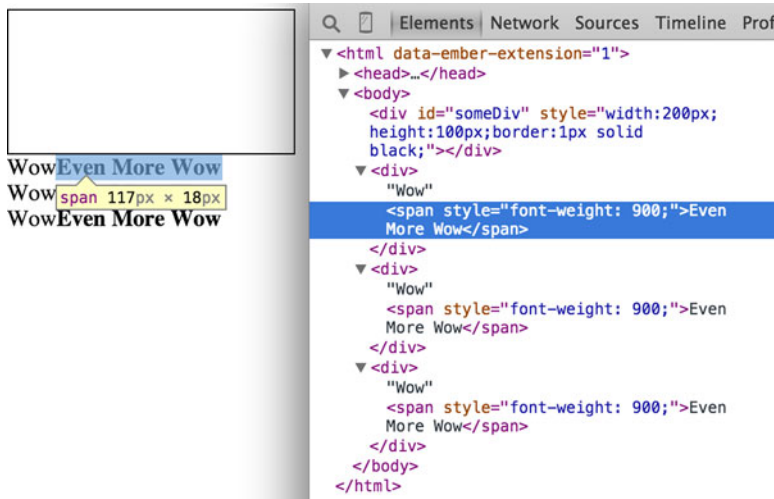 WowEven More Wow
Wow
span 117px × 18px
WowEven More Wow
Elements Network Sources Timeline Prof
▼<html data-ember-extension="1">
▶<head>…</head>
▼<body>
<div id="someDiv" style="width:200px;
height:100px;border:1px solid
black;"></div>
▼<div>
"Wow"
<span style="font-weight: 900;">Even
More Wow</span>
</div>
▼<div>
"Wow"
<span style="font-weight: 900;">Even
More Wow</span>
</div>
▼<div>
"Wow"
<span style="font-weight: 900;">Even
More Wow</span>
</div>
</body>
</html>